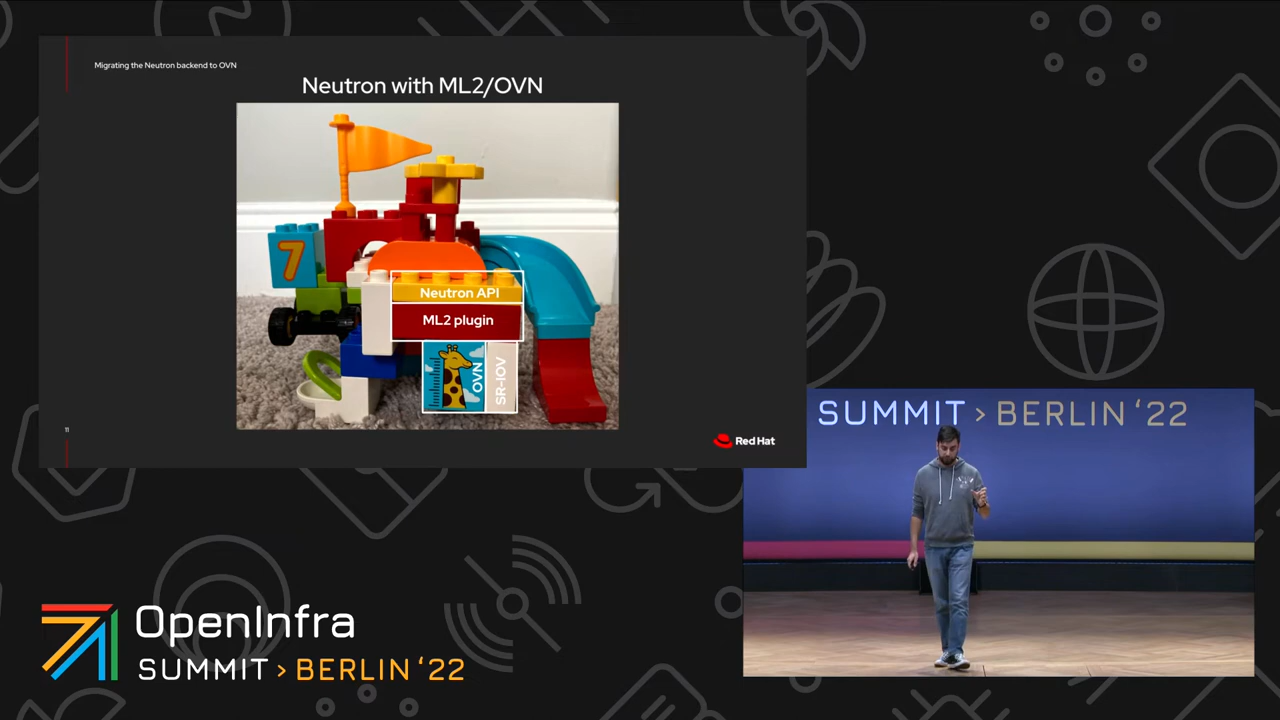 Migrating the Neutron backend to OVN
Neutron with ML2/OVN
7
Neutron API
ML2 plugin
OVN
SR-IOV
11
Red Hat
SUMMIT > BERLIN ‘22
OpenInfra
SUMMIT > BERLIN ‘22